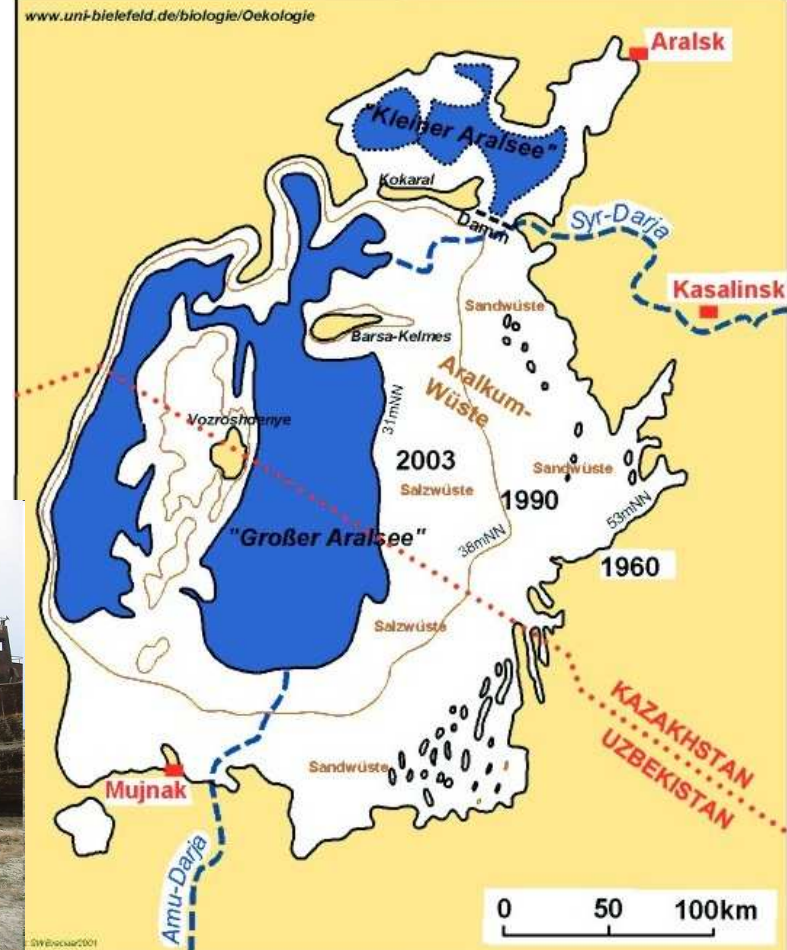 www.uni-bielefeld.de/biologie/Oekologie
Aralsk
"Kleiner Aralsee"
Kokaral
Damm
Syr-Darja
Kasalinsk
Sandwüste
Barsa-Kelmes
Aralkum-
Wüste
31mNN
Vozroshdenye
2003
Sandwüste
Salzwüste
1990
53mNN
"Großer Aralsee"
38mNN
1960
Salzwüste
KAZAKHSTAN
UZBEKISTAN
Sandwüste
Mujnak
Amu-Darja
0 50 100km